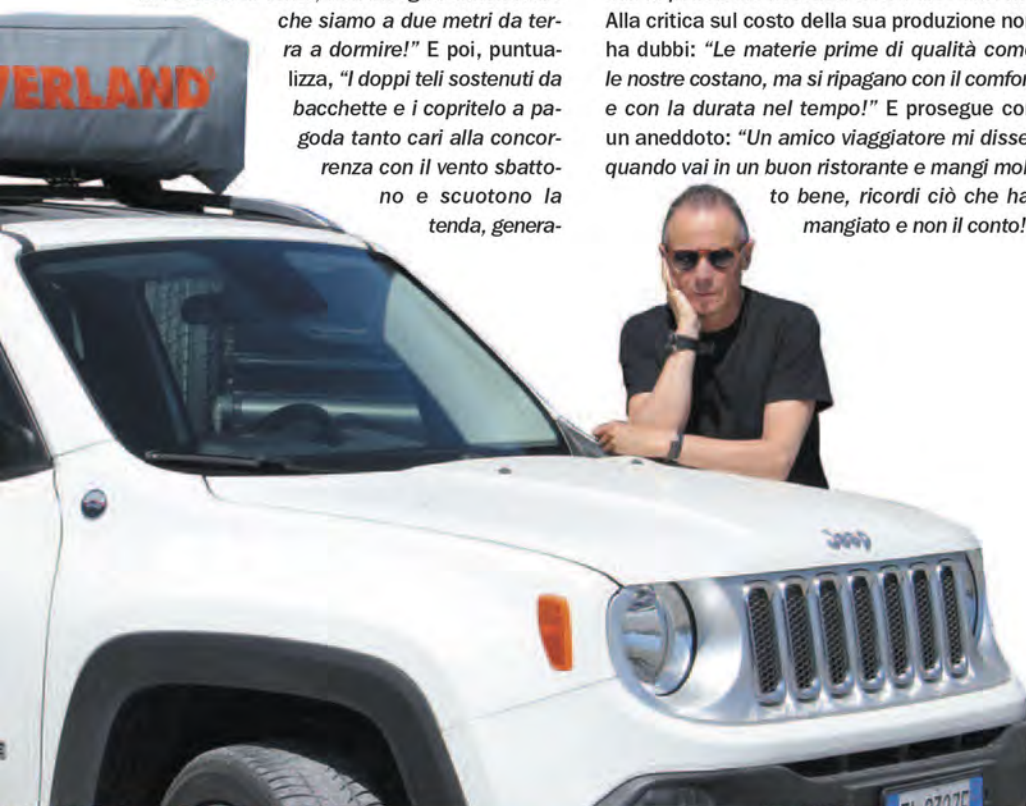 che siamo a due metri da ter-
ra a dormire!" E poi, puntua-
lizza, "I doppi teli sostenuti da
bacchette e i copritelo a pa-
goda tanto cari alla concor-
renza con il vento sbatto-
no e scuotono la
tenda, genera-
Alla critica sul costo della sua produzione no
ha dubbi: "Le materie prime di qualità come
le nostre costano, ma si ripagano con il comfor
e con la durata nel tempo!" E prosegue co
un aneddoto: "Un amico viaggiatore mi disse
quando vai in un buon ristorante e mangi mol
to bene, ricordi ciò che ha
mangiato e non il conto!
VERLAND
Jeep